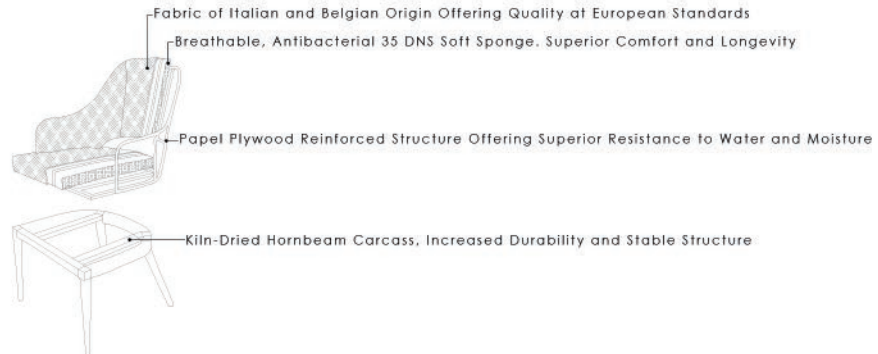 Fabric of Italian and Belgian Origin Offering Quality at European Standards
Breathable, Antibacterial 35 DNS Soft Sponge. Superior Comfort and Longevity
Papel Plywood Reinforced Structure Offering Superior Resistance to Water and Moisture
Kiln-Dried Hornbeam Carcass, Increased Durability and Stable Structure